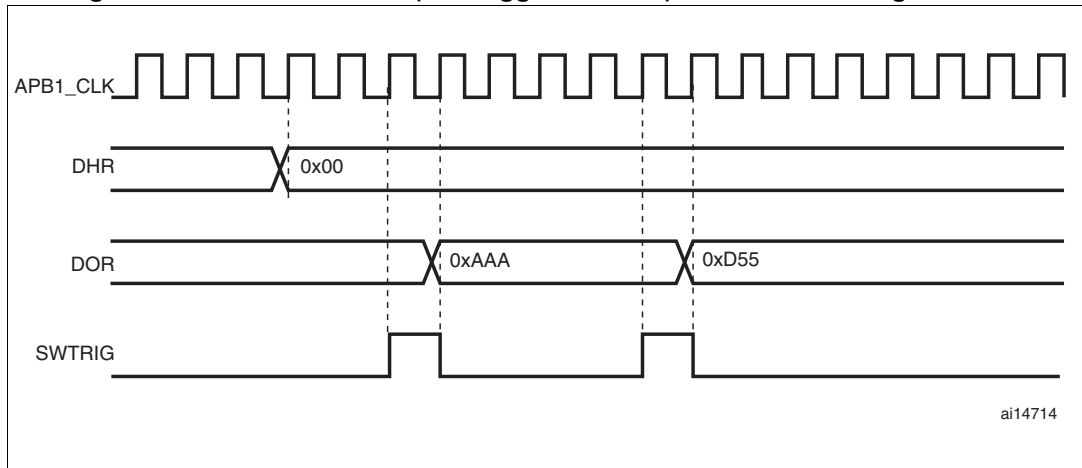 APB1_CLK
DHR
0x00
DOR
0xAAA
0xD55
SWTRIG
ai14714